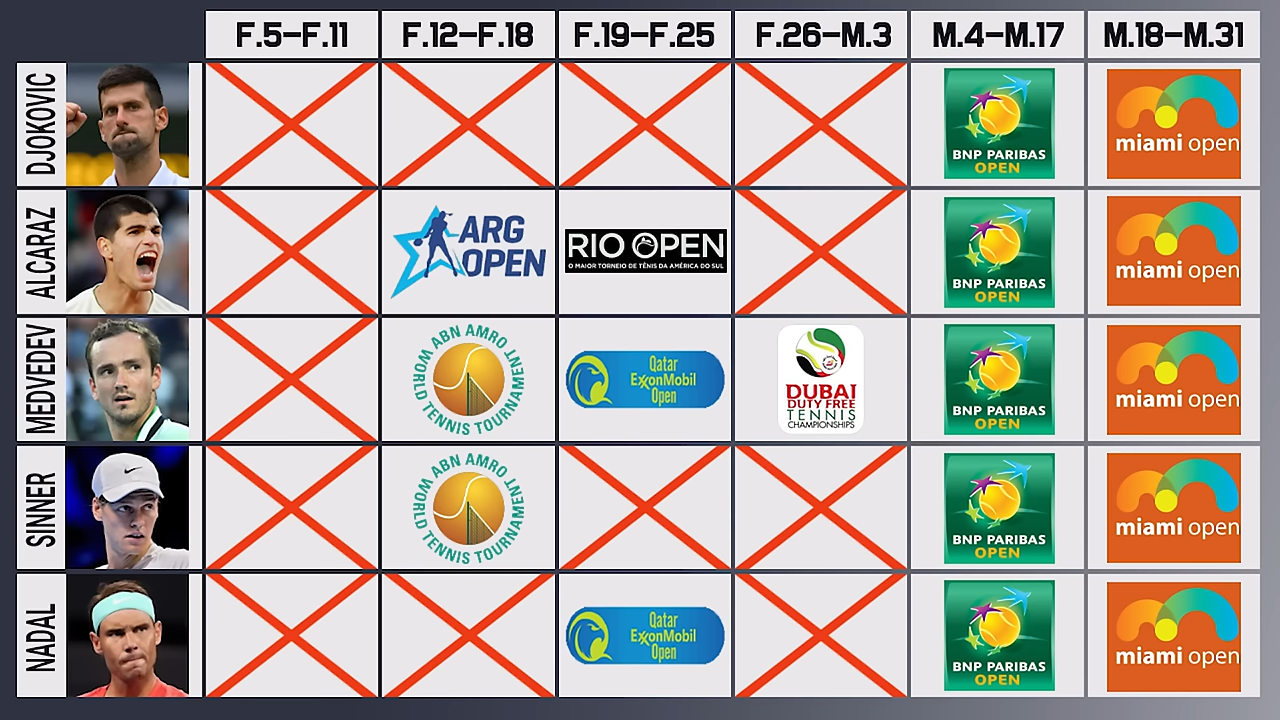 F.5–F.11
F.12–F.18
F.19–F.25
F.26–M.3
M.4–M.17
M.18–M.31
DJOKOVIC
BNP PARIBAS
OPEN
miami open
ALCARAZ
ARG
OPEN
RIO OPEN
O MAIOR TORNEIO DE TÊNIS DA AMÉRICA DO SUL
BNP PARIBAS
OPEN
miami open
MEDVEDEV
ABN AMRO
WORLD TENNIS TOURNAMENT
Qatar
ExxonMobil
Open
DUBAI
DUTY FREE
TENNIS
CHAMPIONSHIPS
BNP PARIBAS
OPEN
miami open
SINNER
ABN AMRO
WORLD TENNIS TOURNAMENT
BNP PARIBAS
OPEN
miami open
NADAL
Qatar
ExxonMobil
Open
BNP PARIBAS
OPEN
miami open